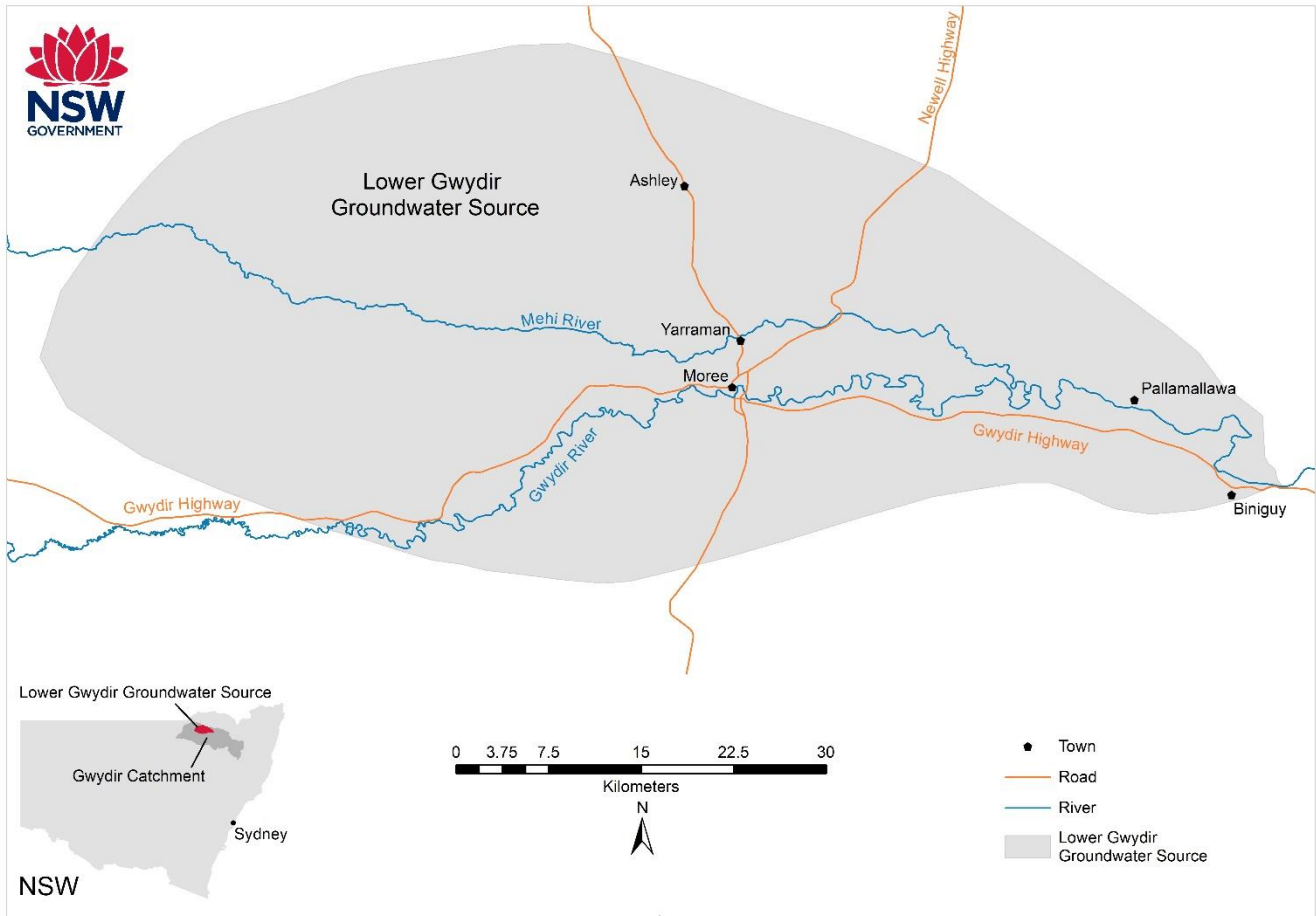 NSW
GOVERNMENT
Newell Highway
Lower Gwydir
Groundwater Source
Ashley
Mehi River
Yarraman
Moree
Pallamallawa
Gwydir River
Gwydir Highway
Gwydir Highway
Biniguy
Lower Gwydir Groundwater Source
Gwydir Catchment
Sydney
NSW
0 3.75 7.5 15 22.5 30
Kilometers
N
Town
Road
River
Lower Gwydir
Groundwater Source